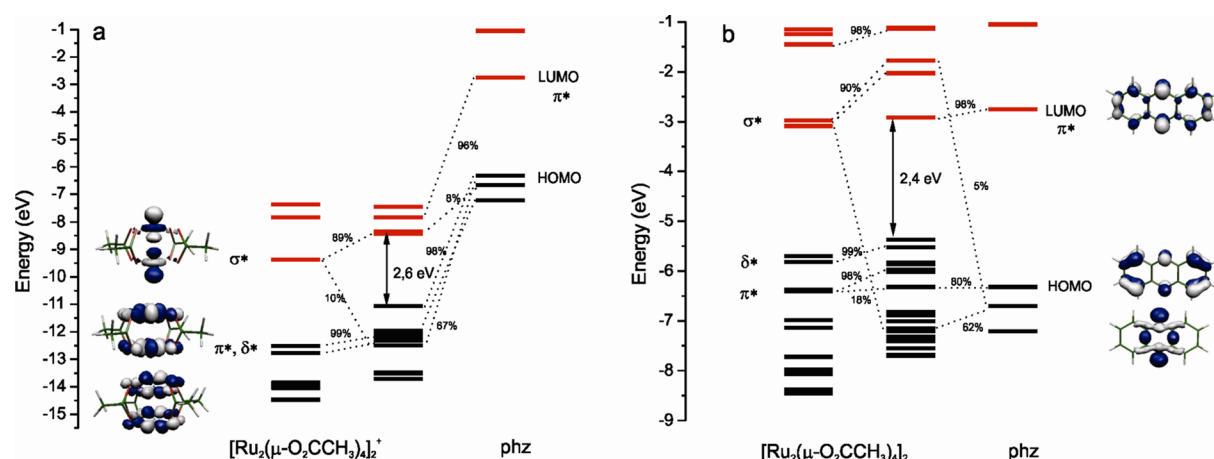 a
-1
-2
-3
-4
-5
-6
-7
-8
-9
-10
-11
-12
-13
-14
-15
Energy (eV)
LUMO
π*
HOMO
96%
8%
89%
98%
10%
2,6 eV
99%
67%
σ*
π*, δ*
[Ru₂(μ-O₂CCH₃)₄]₂⁺
phz
b
-1
-2
-3
-4
-5
-6
-7
-8
-9
Energy (eV)
98%
90%
98%
LUMO
π*
σ*
2,4 eV
5%
δ*
99%
98%
π*
18%
80%
HOMO
62%
[Ru₂(μ-O₂CCH₃)₄]₂
phz